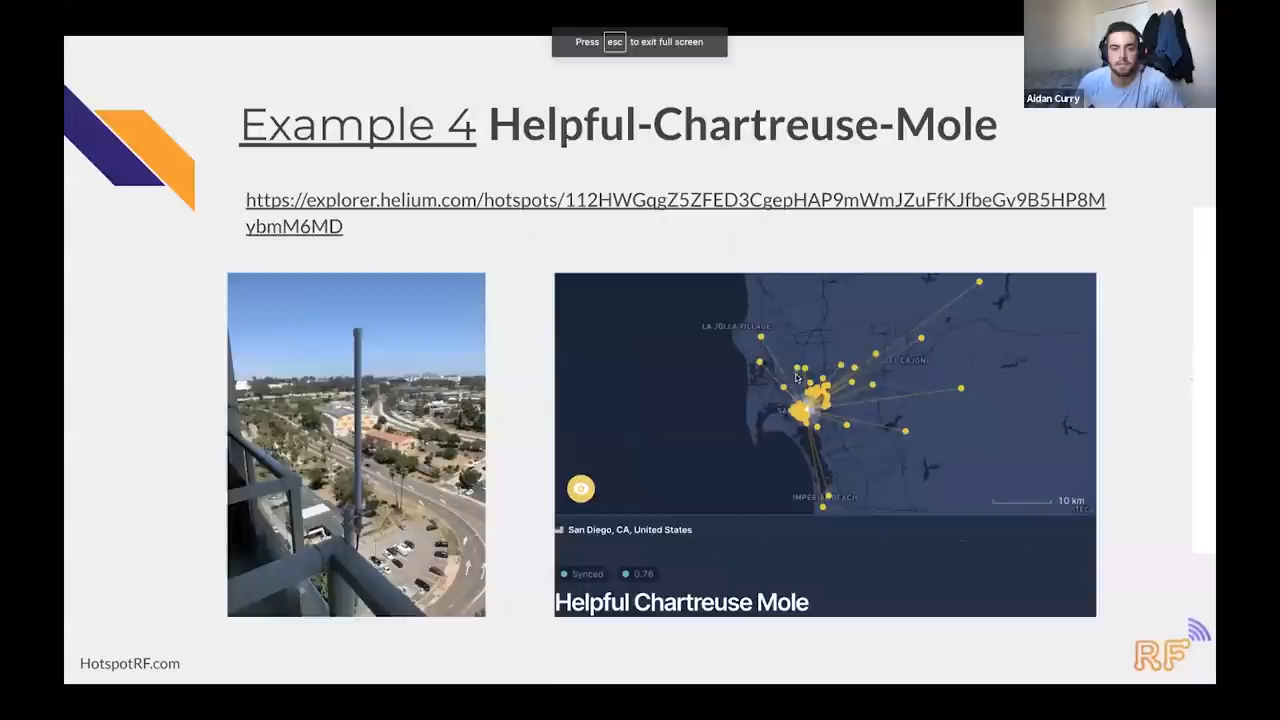 Press esc to exit full screen
Aidan Curry
Example 4 Helpful-Chartreuse-Mole
https://explorer.helium.com/hotspots/112HWGqgZ5ZFED3CgepHAP9mWmJZuFfKJfbeGv9B5HP8M
ybmM6MD
LA JOLLA VILLAGE
EL CAJON
SA
IMPERIAL BEACH
10 km
TEC
San Diego, CA, United States
Synced 0.76
Helpful Chartreuse Mole
HotspotRF.com
RF